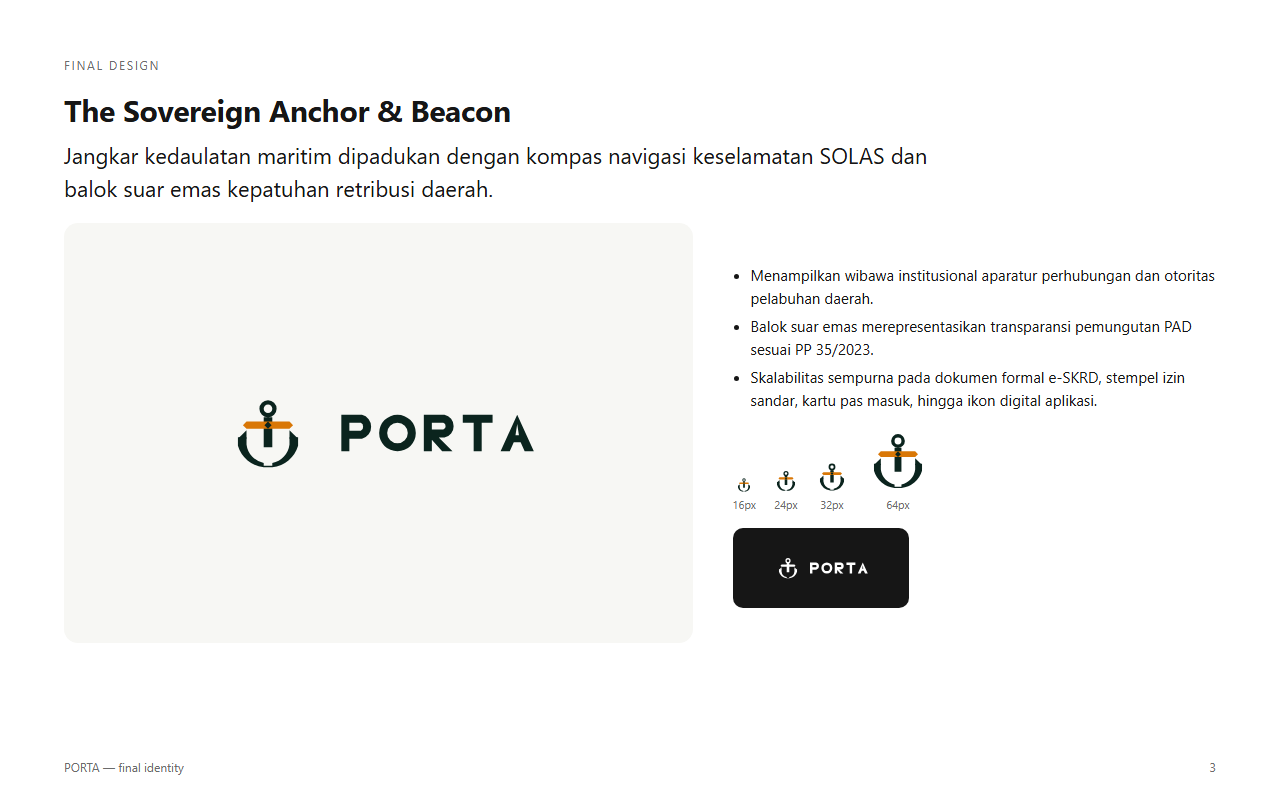 FINAL DESIGN
The Sovereign Anchor & Beacon
Jangkar kedaulatan maritim dipadukan dengan kompas navigasi keselamatan SOLAS dan
balok suar emas kepatuhan retribusi daerah.
PORTA
• Menampilkan wibawa institusional aparatur perhubungan dan otoritas
pelabuhan daerah.
• Balok suar emas merepresentasikan transparansi pemungutan PAD
sesuai PP 35/2023.
• Skalabilitas sempurna pada dokumen formal e-SKRD, stempel izin
sandar, kartu pas masuk, hingga ikon digital aplikasi.
16px 24px 32px 64px
PORTA
PORTA — final identity 3